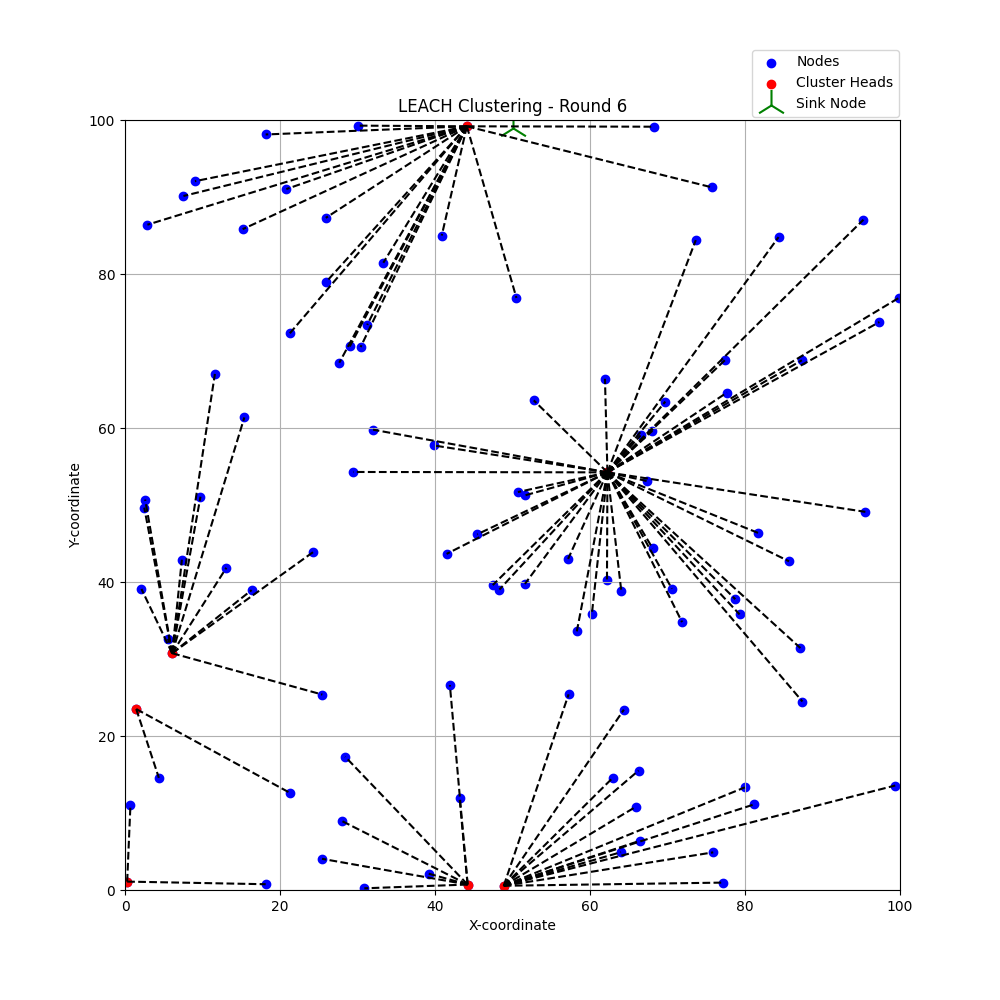 Nodes
Cluster Heads
Sink Node
LEACH Clustering - Round 6
100
80
60
40
20
0
Y-coordinate
0 20 40 60 80 100
X-coordinate